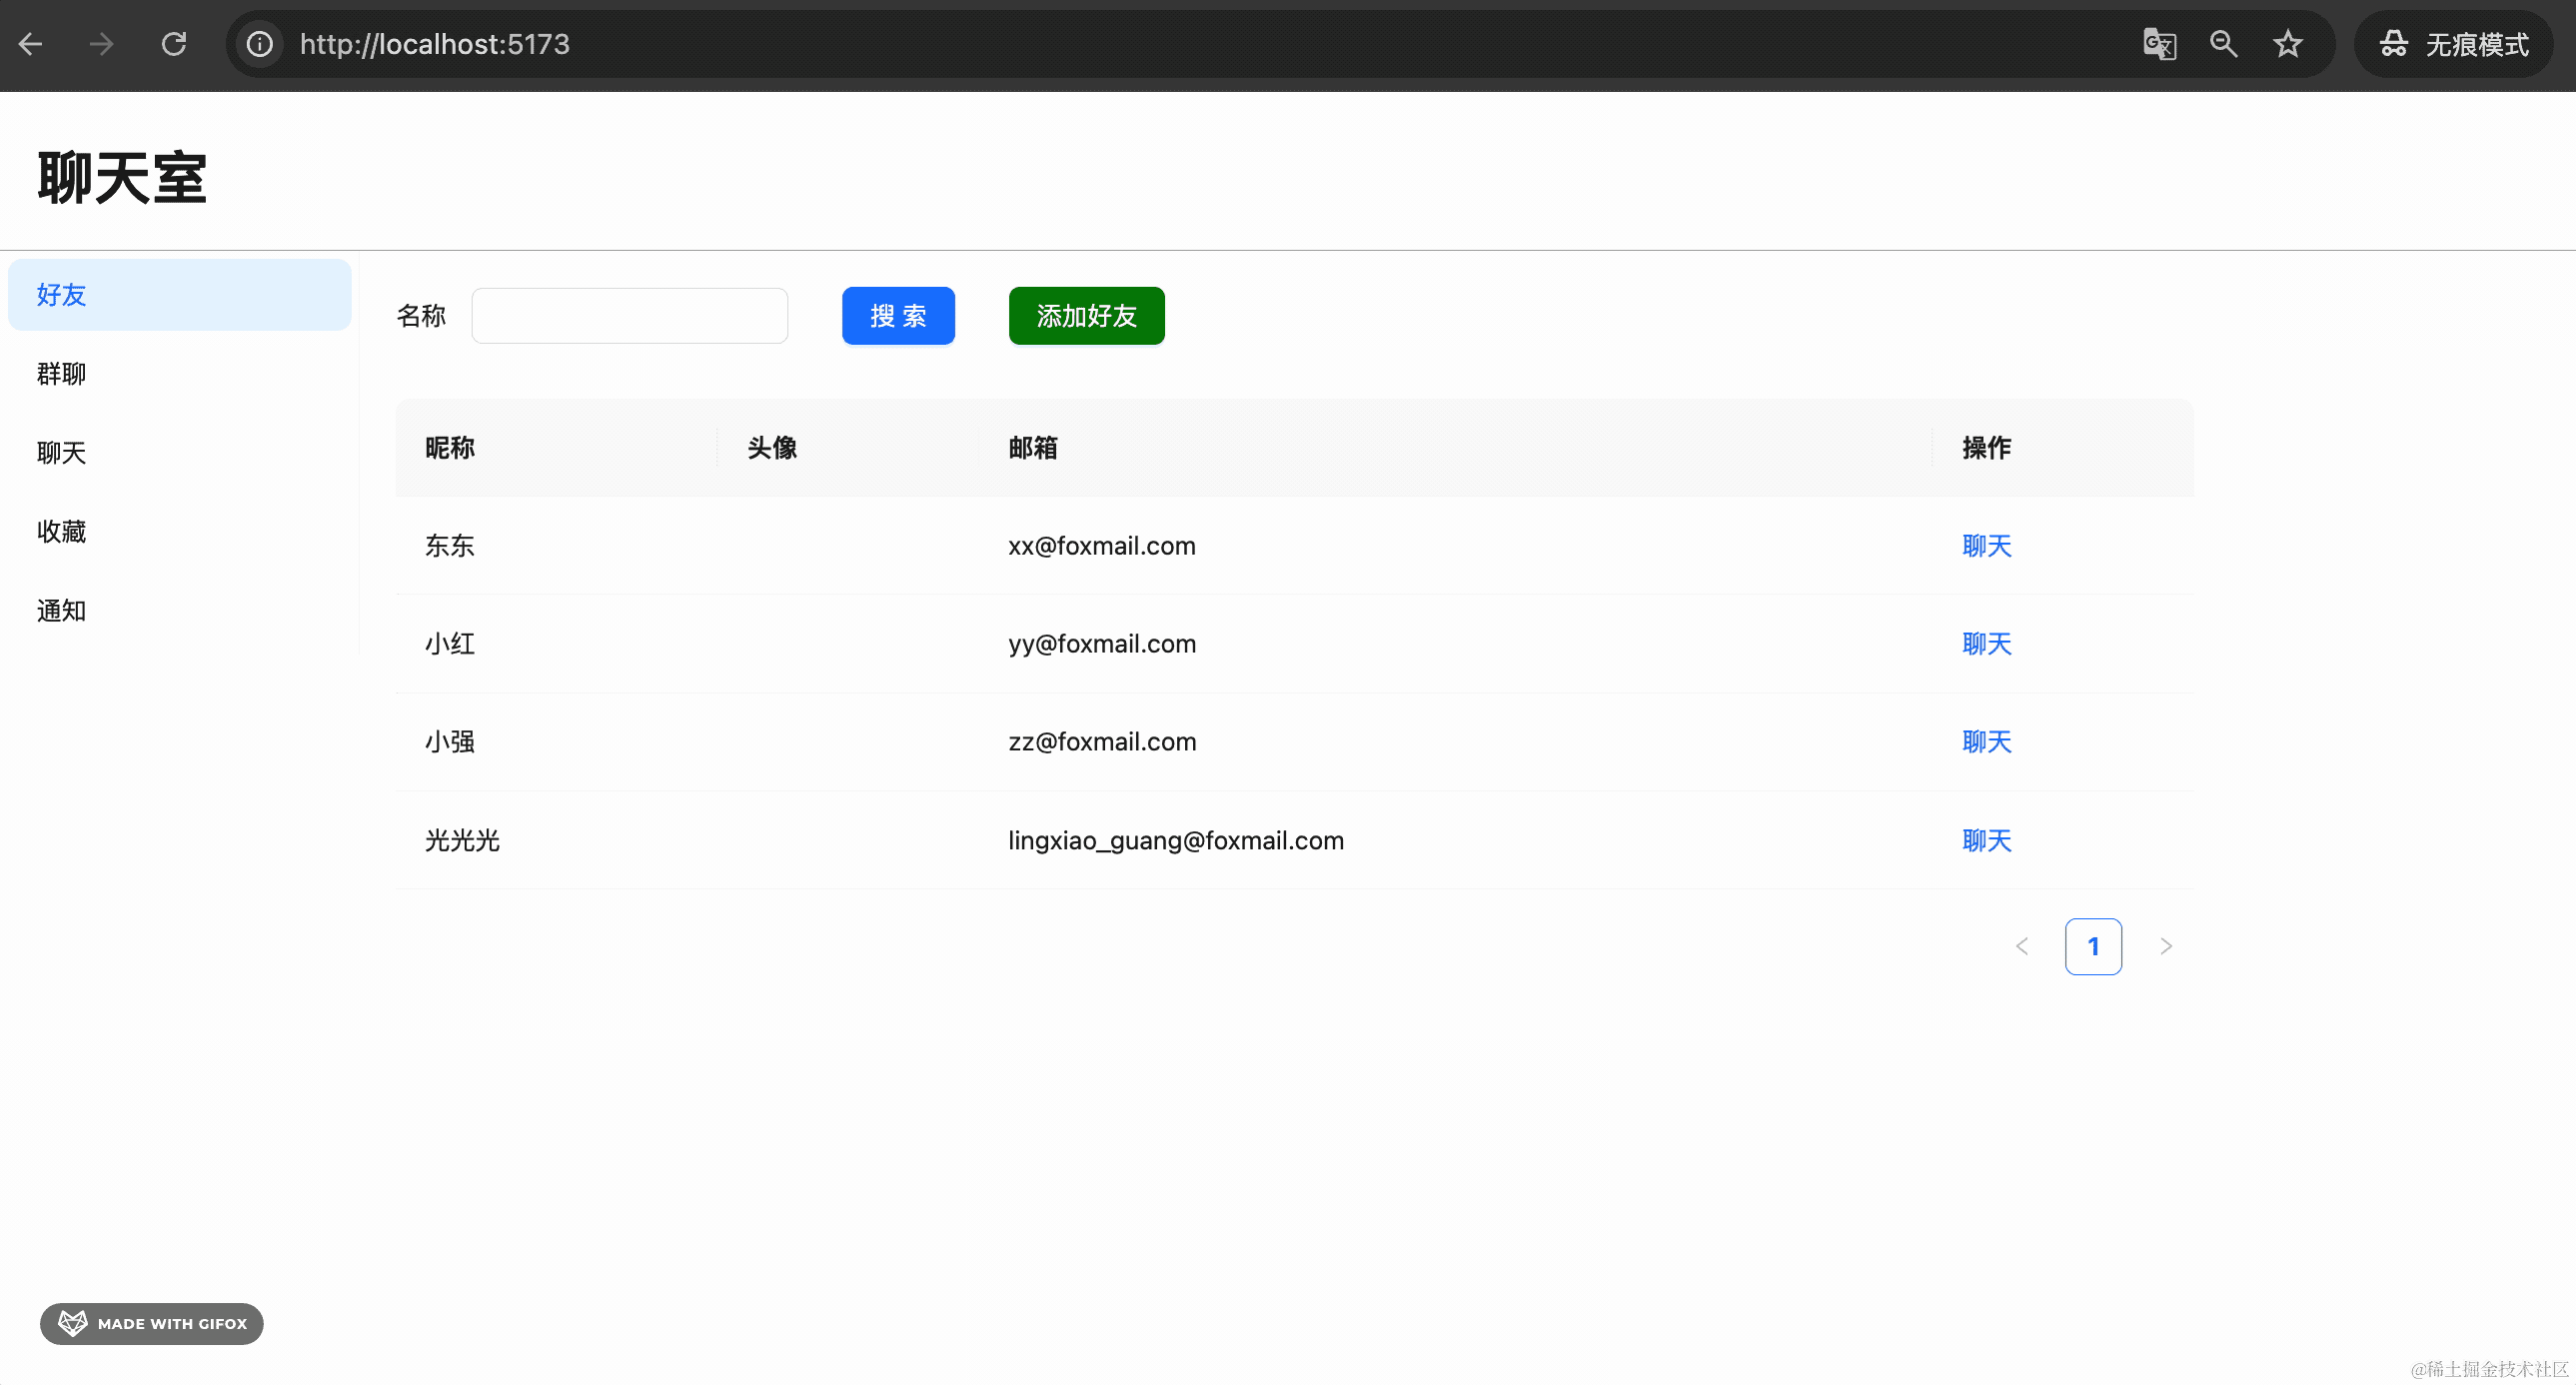 http://localhost:5173 无痕模式
聊天室
好友
群聊
聊天
收藏
通知
名称 搜 索 添加好友
昵称 头像 邮箱 操作
东东 xx@foxmail.com 聊天
小红 yy@foxmail.com 聊天
小强 zz@foxmail.com 聊天
光光光 lingxiao_guang@foxmail.com 聊天
< 1 >
MADE WITH GIFOX
@稀土掘金技术社区